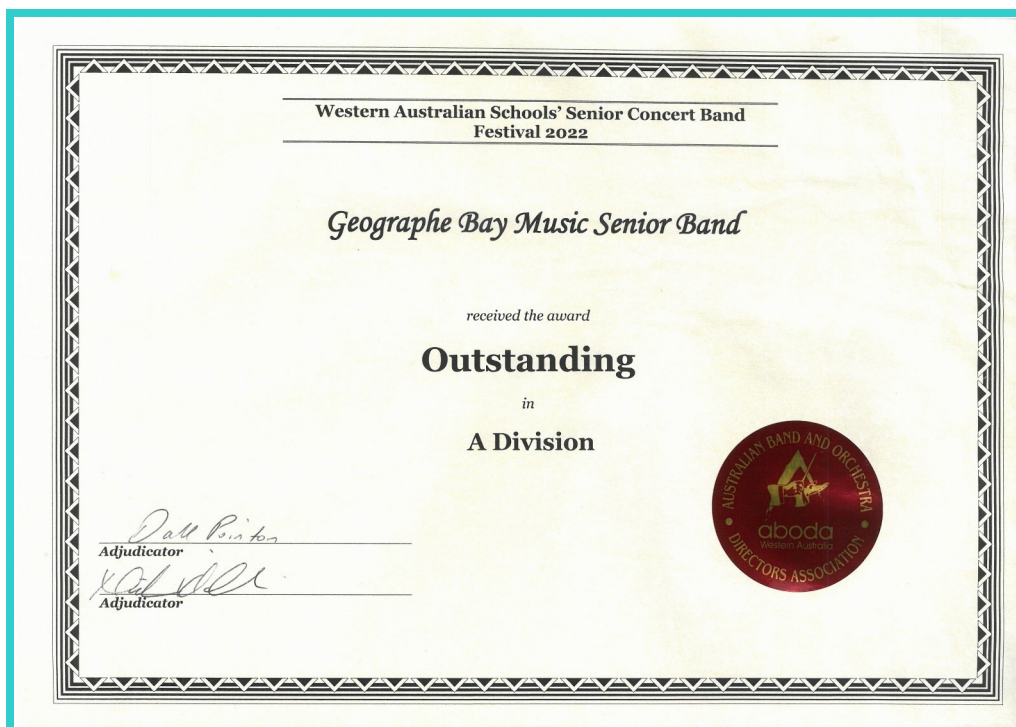 Western Australian Schools' Senior Concert Band
Festival 2022
Geographe Bay Music Senior Band
received the award
Outstanding
in
A Division
AUSTRALIAN BAND AND ORCHESTRA
aboda
Western Australia
DIRECTORS ASSOCIATION
Adjudicator
Adjudicator